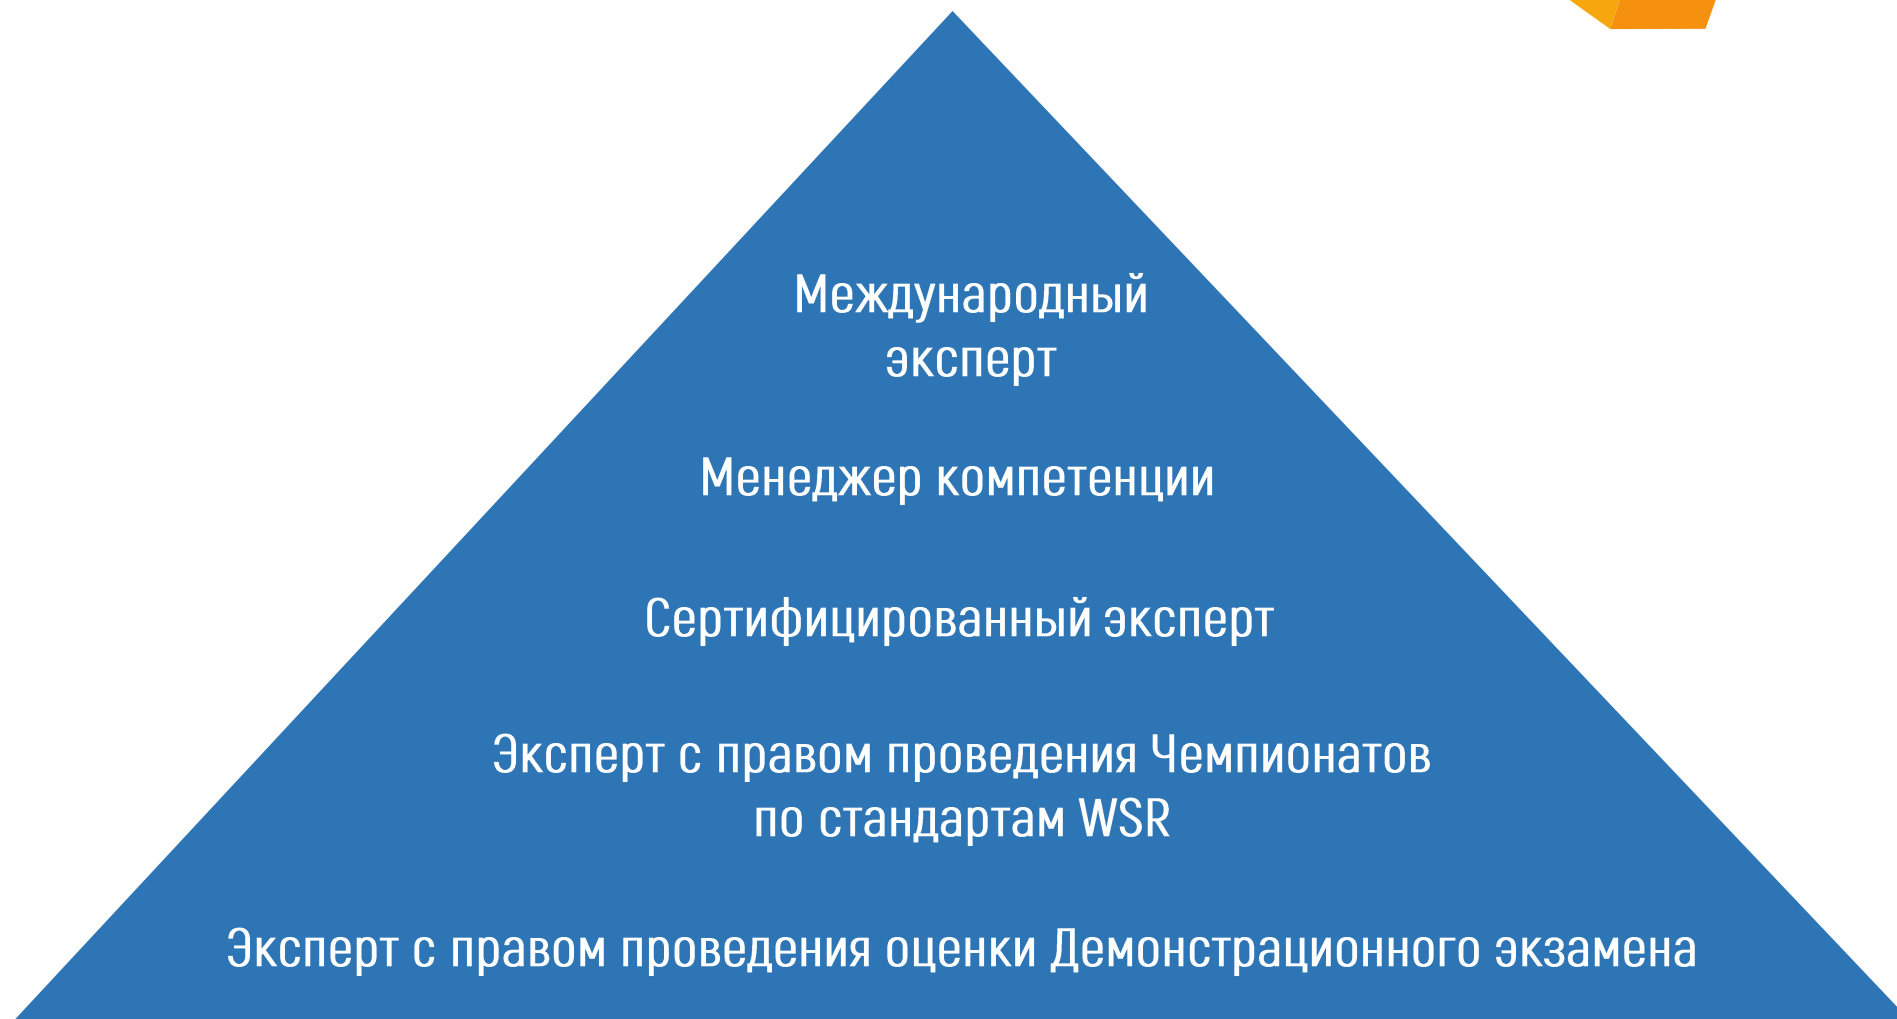 Международный
эксперт
Менеджер компетенции
Сертифицированный эксперт
Эксперт с правом проведения Чемпионатов
по стандартам WSR
Эксперт с правом проведения оценки Демонстрационного экзамена